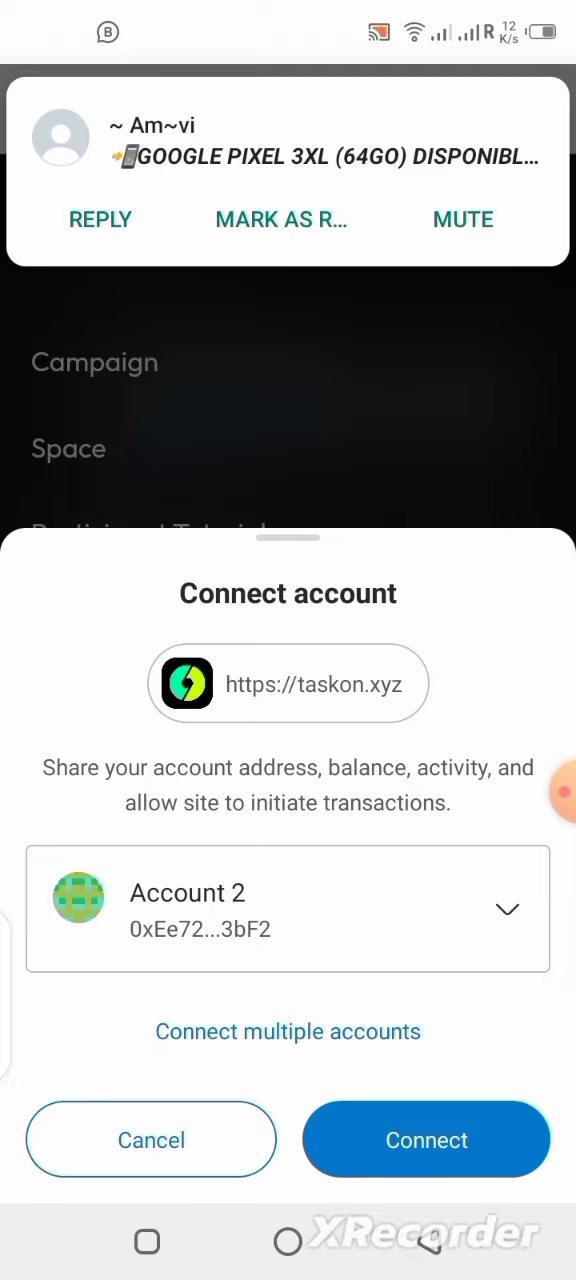 R 12 K/s
~ Am~vi
GOOGLE PIXEL 3XL (64GO) DISPONIBL...
REPLY MARK AS R... MUTE
Campaign
Space
Connect account
https://taskon.xyz
Share your account address, balance, activity, and
allow site to initiate transactions.
Account 2
0xEe72...3bF2
Connect multiple accounts
Cancel Connect
XRecorder